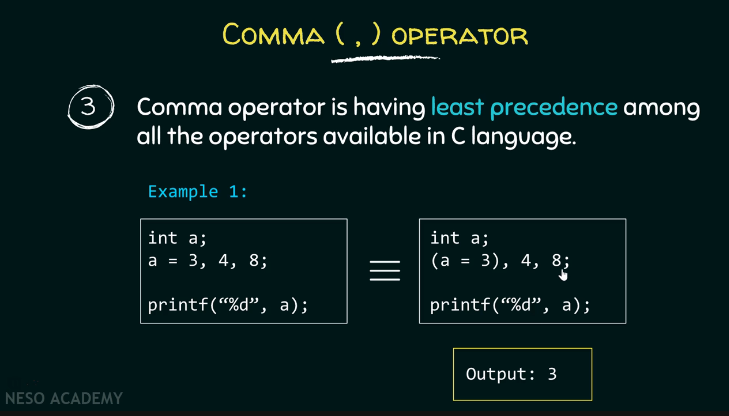 COMMA ( , ) OPERATOR
3 Comma operator is having least precedence among
all the operators available in C language.
Example 1:
int a;
a = 3, 4, 8;
printf(“%d”, a);
≡
int a;
(a = 3), 4, 8;
printf(“%d”, a);
Output: 3
NESO ACADEMY